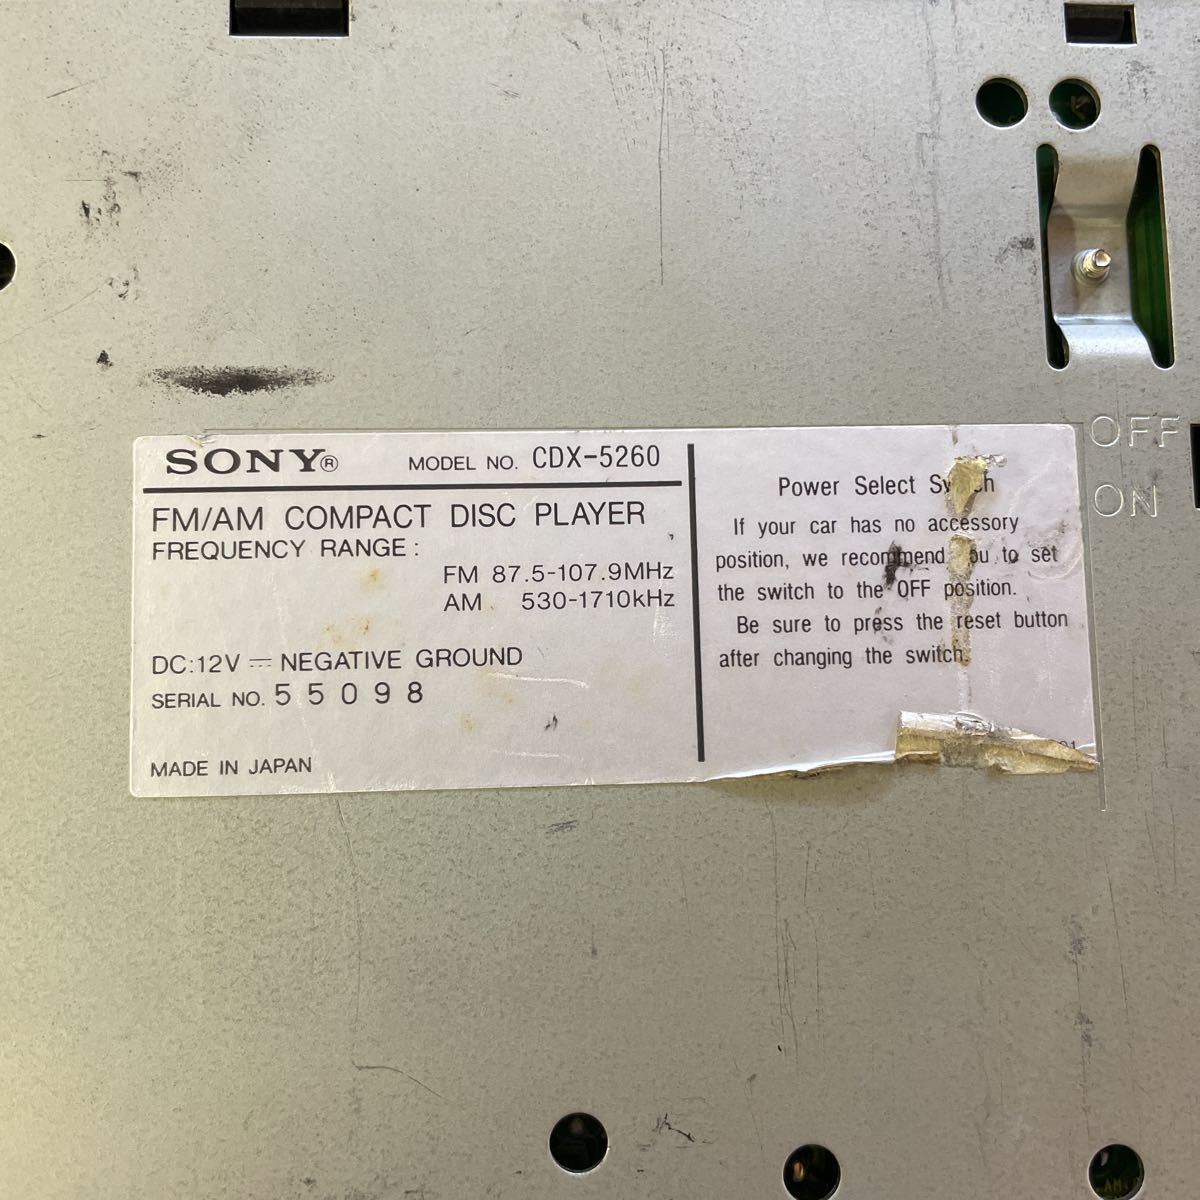 SONY®
MODEL NO. CDX-5260
FM/AM COMPACT DISC PLAYER
FREQUENCY RANGE :
FM 87.5-107.9MHz
AM 530-1710kHz
DC:12V ⎓ NEGATIVE GROUND
SERIAL NO. 55098
MADE IN JAPAN
Power Select
If your car has no accessory
position, we recommend you to set
the switch to the OFF position.
Be sure to press the reset button
after changing the switch.
OFF
ON